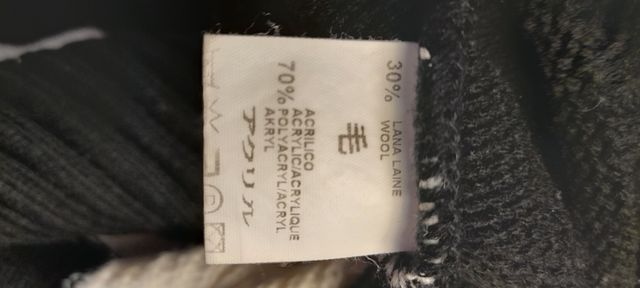 30% LANA LAINE
WOOL
毛
70% ACRILICO
ACRYLIC/ACRYLIQUE
POLYACRYL/ACRYL
AKRYL
アクリル